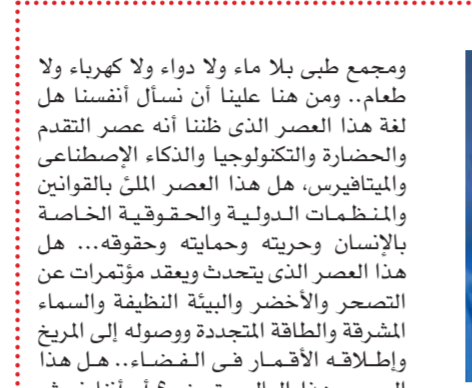 ومجمع طبى بلا ماء ولا دواء ولا كهرباء ولا
طعام.. ومن هنا علينا أن نسأل أنفسنا هل
لغة هذا العصر الذى ظننا أنه عصر التقدم
والحضارة والتكنولوجيا والذكاء الإصطناعى
والميتافيرس، هل هذا العصر الملئ بالقوانين
والمنظمات الدولية والحقوقية الخاصة
بالإنسان وحريته وحمايته وحقوقه... هل
هذا العصر الذى يتحدث ويعقد مؤتمرات عن
التصحر والأخضر والبيئة النظيفة والسماء
المشرقة والطاقة المتجددة ووصوله إلى المريخ
وإطلاقه الأقمار فى الفضاء.. هل هذا